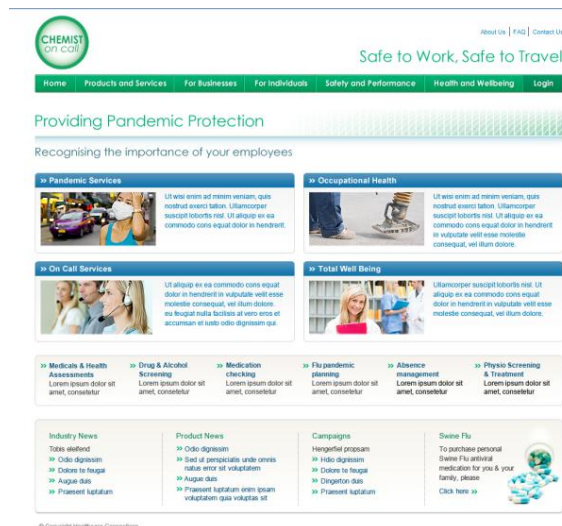 CHEMIST
on call
About Us | FAQ | Contact Us
Safe to Work, Safe to Travel
Home Products and Services For Businesses For Individuals Safety and Performance Health and Wellbeing Login
Providing Pandemic Protection
Recognising the importance of your employees
›› Pandemic Services
Ut wisi enim ad minim veniam, quis
nostrud exerci tation. Ullamcorper
suscipit lobortis nisl. Ut aliquip ex ea
commodo cons equat dolor in hendrerit.
›› Occupational Health
Ut wisi enim ad minim veniam, quis
nostrud exerci tation. Ullamcorper
suscipit lobortis nisl. Ut aliquip ex ea
commodo cons equat dolor in hendrerit
in vulputate velit esse molestie
consequat, vel illum dolore.
›› On Call Services
Ut aliquip ex ea commodo cons equat
dolor in hendrerit in vulputate velit esse
molestie consequat, vel illum dolore.
eu feugiat nulla facilisis at vero eros et
accumsan et iusto odio dignissim qui.
›› Total Well Being
Ullamcorper suscipit lobortis nisl. Ut
aliquip ex ea commodo cons equat
dolor in hendrerit in vulputate velit esse
molestie consequat, vel illum dolore.
›› Medicals & Health
Assessments
Lorem ipsum dolor sit
amet, consetetur
›› Drug & Alcohol
Screening
Lorem ipsum dolor sit
amet, consetetur
›› Medication
checking
Lorem ipsum dolor sit
amet, consetetur
›› Flu pandemic
planning
Lorem ipsum dolor sit
amet, consetetur
›› Absence
management
Lorem ipsum dolor sit
amet, consetetur
›› Physio Screening
& Treatment
Lorem ipsum dolor sit
amet, consetetur
Industry News
Tobis eleifend
›› Odio dignissim
›› Dolore te feugai
›› Augue duis
›› Praesent luptatum
Product News
›› Odio dignissim
›› Sed ut perspiciatis unde omnis
natus error sit voluptatem
›› Augue duis
›› Praesent luptatum enim ipsam
voluptatem quia voluptas sit
Campaigns
Hengerfiel propsam
›› Hdio dignissim
›› Dolore te feugai
›› Dingerton duis
›› Praesent luptatum
Swine Flu
To purchase personal
Swine Flu antiviral
medication for you & your
family, please
Click here ››